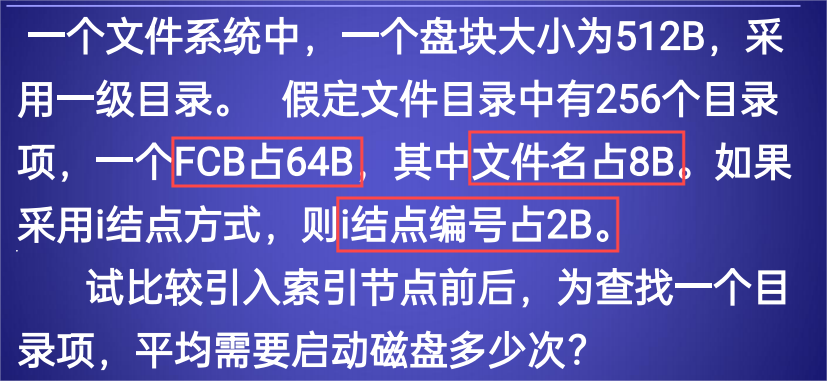 一个文件系统中，一个盘块大小为512B，采
用一级目录。 假定文件目录中有256个目录
项，一个FCB占64B，其中文件名占8B。如果
采用i结点方式，则i结点编号占2B。
试比较引入索引节点前后，为查找一个目
录项，平均需要启动磁盘多少次？